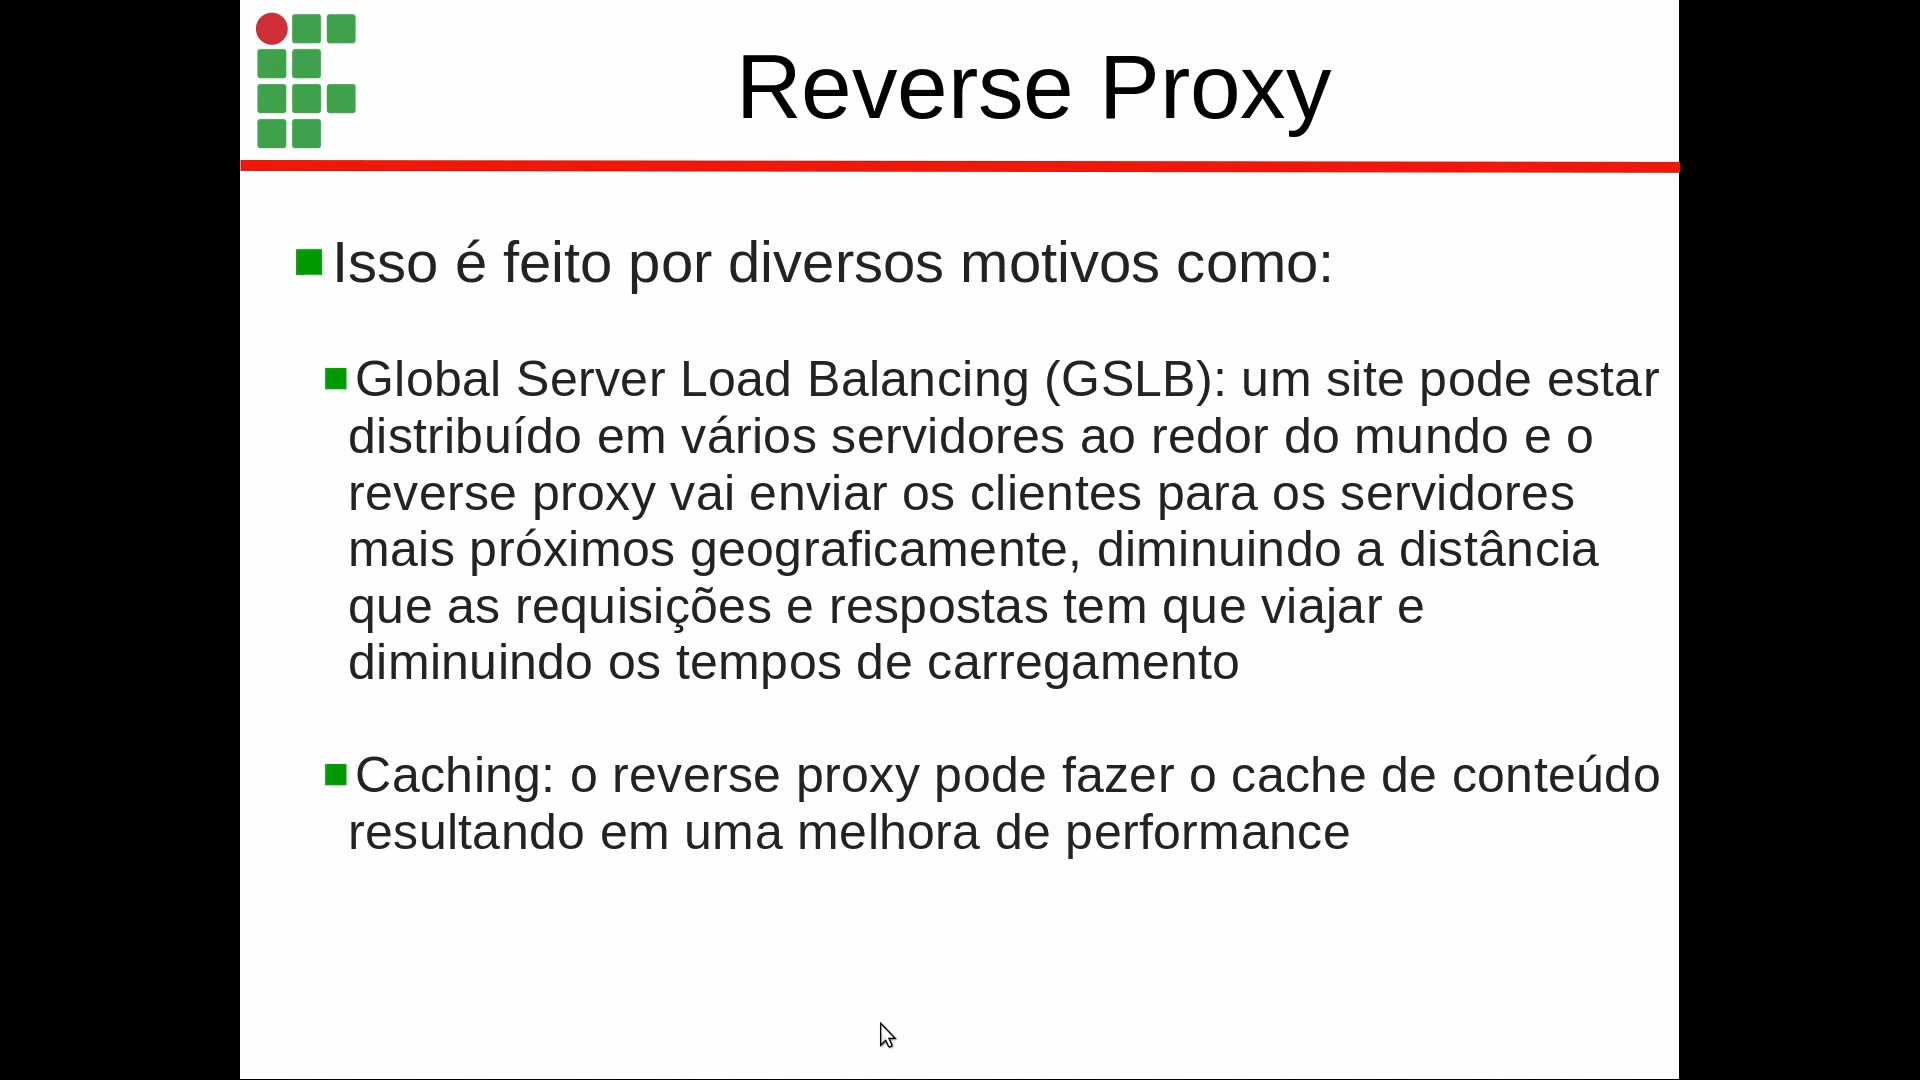 Reverse Proxy
Isso é feito por diversos motivos como:
Global Server Load Balancing (GSLB): um site pode estar
distribuído em vários servidores ao redor do mundo e o
reverse proxy vai enviar os clientes para os servidores
mais próximos geograficamente, diminuindo a distância
que as requisições e respostas tem que viajar e
diminuindo os tempos de carregamento
Caching: o reverse proxy pode fazer o cache de conteúdo
resultando em uma melhora de performance